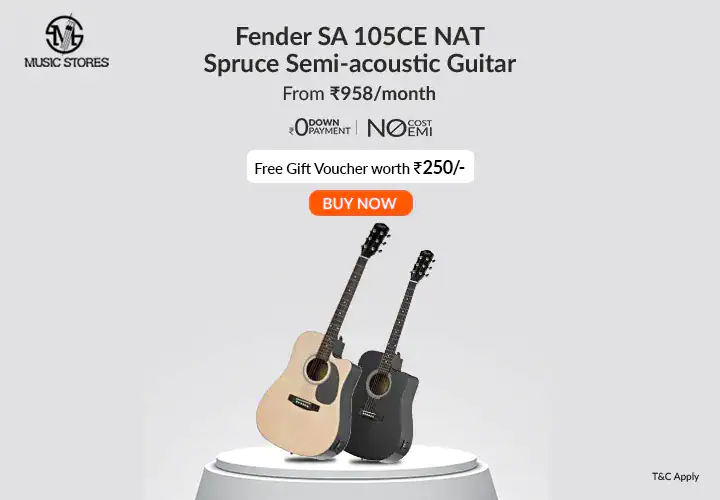 MUSIC STORES
Fender SA 105CE NAT
Spruce Semi-acoustic Guitar
From ₹958/month
₹0 DOWN PAYMENT | NO COST EMI
Free Gift Voucher worth ₹250/-
BUY NOW
T&C Apply